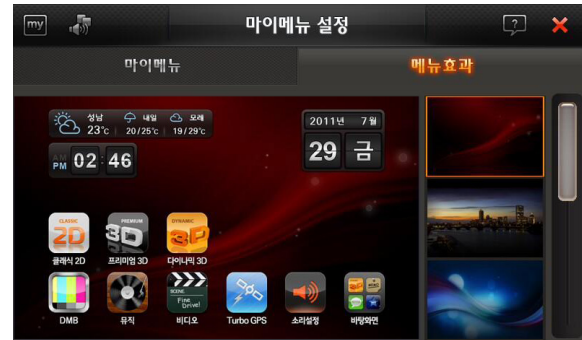 my 마이메뉴 설정 ?
마이메뉴 메뉴효과
성남 내일 모레
23°c 20/25°c 19/29°c
2011년 7월
AM
PM 02 46
29 금
CLASSIC 2D PREMIUM 3D DYNAMIC 3D
클래식 2D 프리미엄 3D 다이나믹 3D
SCENE
Fine
Drive!
DMB 뮤직 비디오 Turbo GPS 소리설정 바탕화면